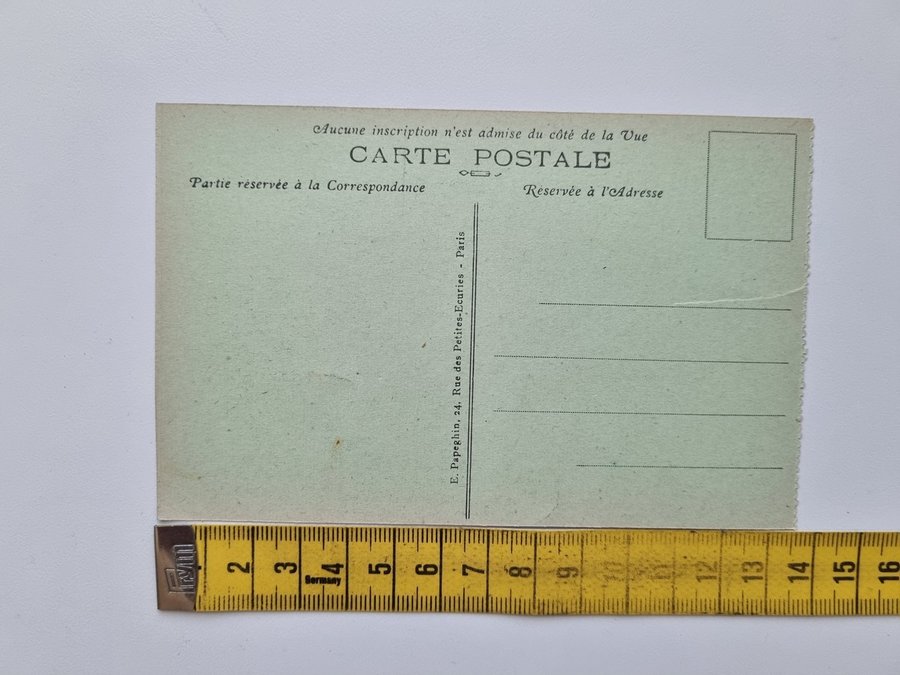 Aucune inscription n'est admise du côté de la Vue
CARTE POSTALE
Partie réservée à la Correspondance
Réservée à l'Adresse
E. Papeghin, 24, Rue des Petites-Ecuries - Paris
2 3 4 5 6 7 8 9 10 11 12 13 14 15 16
Germany